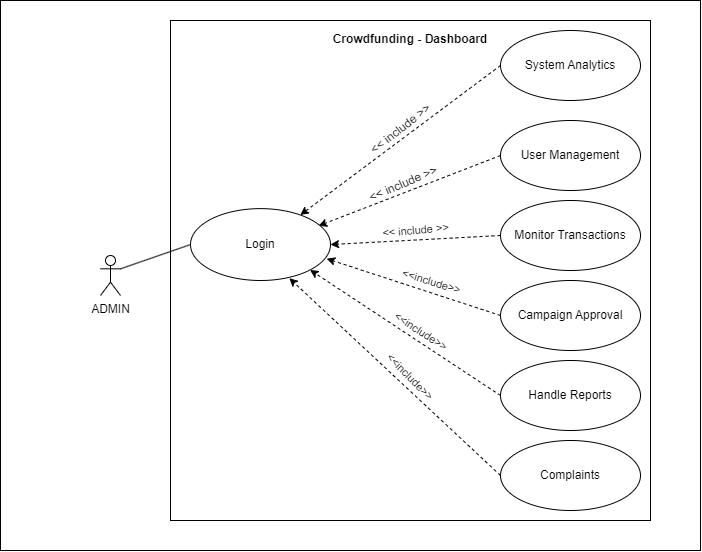 Crowdfunding - Dashboard
System Analytics
<< include >>
User Management
<< include >>
Monitor Transactions
<< include >>
Login
ADMIN
<<include>>
Campaign Approval
<<include>>
Handle Reports
<<include>>
Complaints